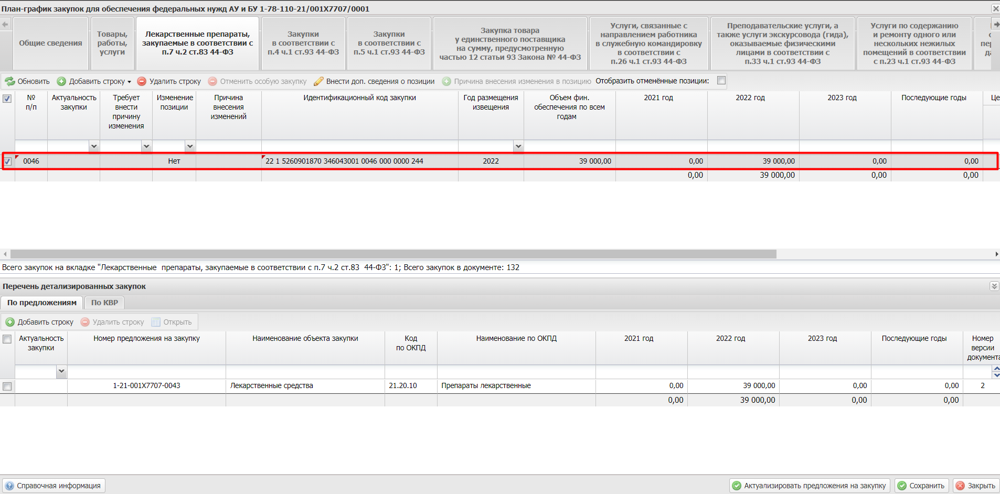 План-график закупок для обеспечения федеральных нужд АУ и БУ 1-78-110-21/001X7707/0001
Общие сведения
Товары,
работы,
услуги
Лекарственные препараты,
закупаемые в соответствии с
п.7 ч.2 ст.83 44-ФЗ
Закупки
в соответствии с
п.4 ч.1 ст.93 44-ФЗ
Закупки
в соответствии с
п.5 ч.1 ст.93 44-ФЗ
Закупка товара
у единственного поставщика
на сумму, предусмотренную
частью 12 статьи 93 Закона № 44-ФЗ
Услуги, связанные с
направлением работника
в служебную командировку
в соответствии с
п.26 ч.1 ст.93 44-ФЗ
Преподавательские услуги, а
также услуги экскурсовода (гида),
оказываемые физическими
лицами в соответствии с
п.33 ч.1 ст.93 44-ФЗ
Услуги по содержанию
и ремонту одного или
нескольких нежилых
помещений в соответствии
с п.23 ч.1 ст.93 44-ФЗ
Обновить Добавить строку Удалить строку Отменить особую закупку Внести доп. сведения о позиции Причина внесения изменения в позицию Отобразить отменённые позиции:
№
п/п
Актуальность
закупки
Требует
внести
причину
изменения
Изменение
позиции
Причина
внесения
изменений
Идентификационный код закупки
Год размещения
извещения
Объем фин.
обеспечения по всем
годам
2021 год
2022 год
2023 год
Последующие годы
Це
0046 Нет 22 1 5260901870 346043001 0046 000 0000 244 2022 39 000,00 0,00 39 000,00 0,00 0,00
0,00 39 000,00 0,00 0,00
Всего закупок на вкладке "Лекарственные препараты, закупаемые в соответствии с п.7 ч.2 ст.83 44-ФЗ": 1; Всего закупок в документе: 132
Перечень детализированных закупок
По предложениям По КВР
Добавить строку Удалить строку Открыть
Актуальность
закупки
Номер предложения на закупку
Наименование объекта закупки
Код
по ОКПД
Наименование по ОКПД
2021 год
2022 год
2023 год
Последующие годы
Номер
версии
документа
1-21-001X7707-0043 Лекарственные средства 21.20.10 Препараты лекарственные 0,00 39 000,00 0,00 0,00 2
0,00 39 000,00 0,00 0,00
Справочная информация Актуализировать предложения на закупку Сохранить Закрыть